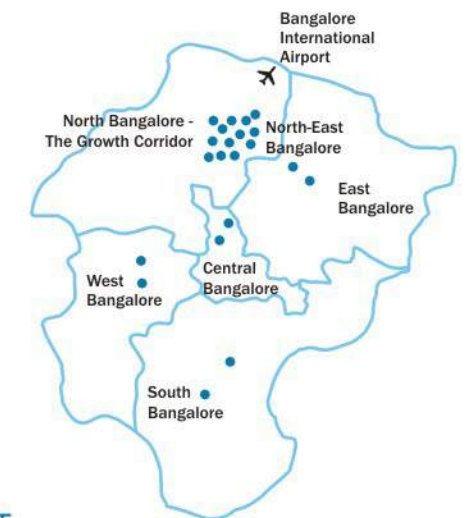 Bangalore
International
Airport
North Bangalore -
The Growth Corridor
North-East
Bangalore
East
Bangalore
Central
Bangalore
West
Bangalore
South
Bangalore